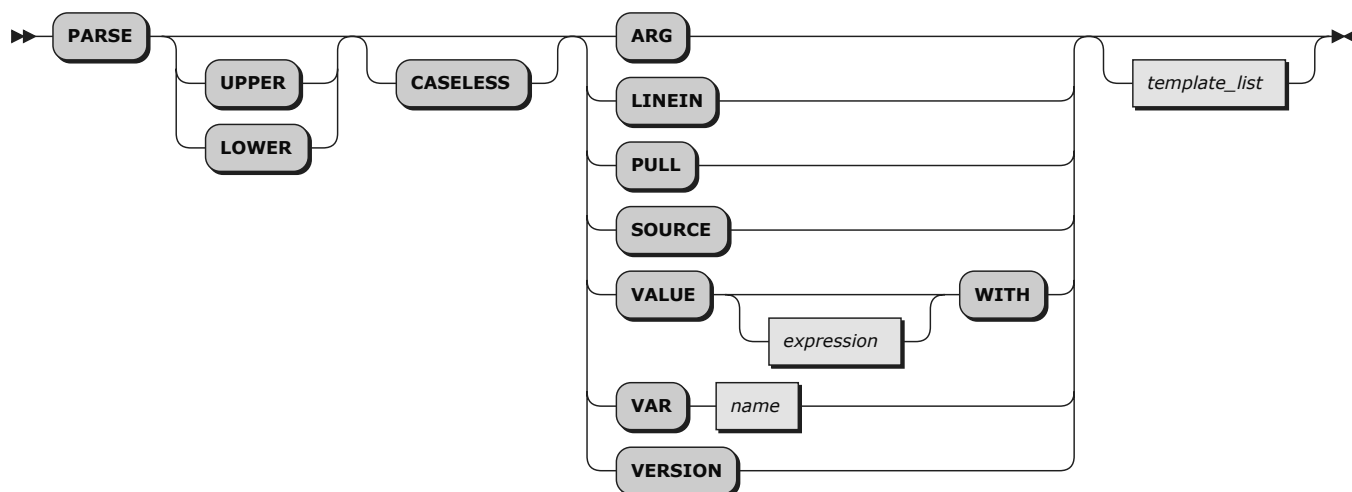 PARSE ARG
UPPER CASELESS template_list
LOWER LINEIN
PULL
SOURCE
VALUE WITH
expression
VAR name
VERSION